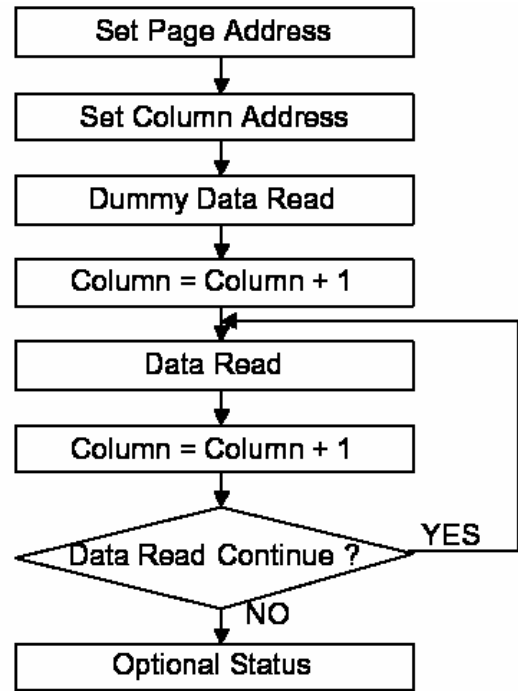 Set Page Address
Set Column Address
Dummy Data Read
Column = Column + 1
Data Read
Column = Column + 1
Data Read Continue ?
YES
NO
Optional Status